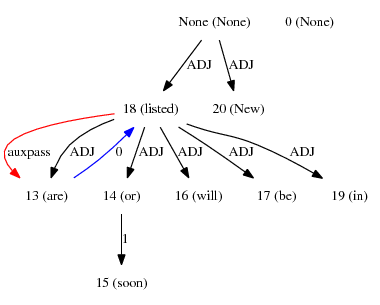 None (None) 0 (None)
ADJ ADJ
18 (listed) 20 (New)
auxpass ADJ 0 ADJ ADJ ADJ ADJ
13 (are) 14 (or) 16 (will) 17 (be) 19 (in)
1
15 (soon)